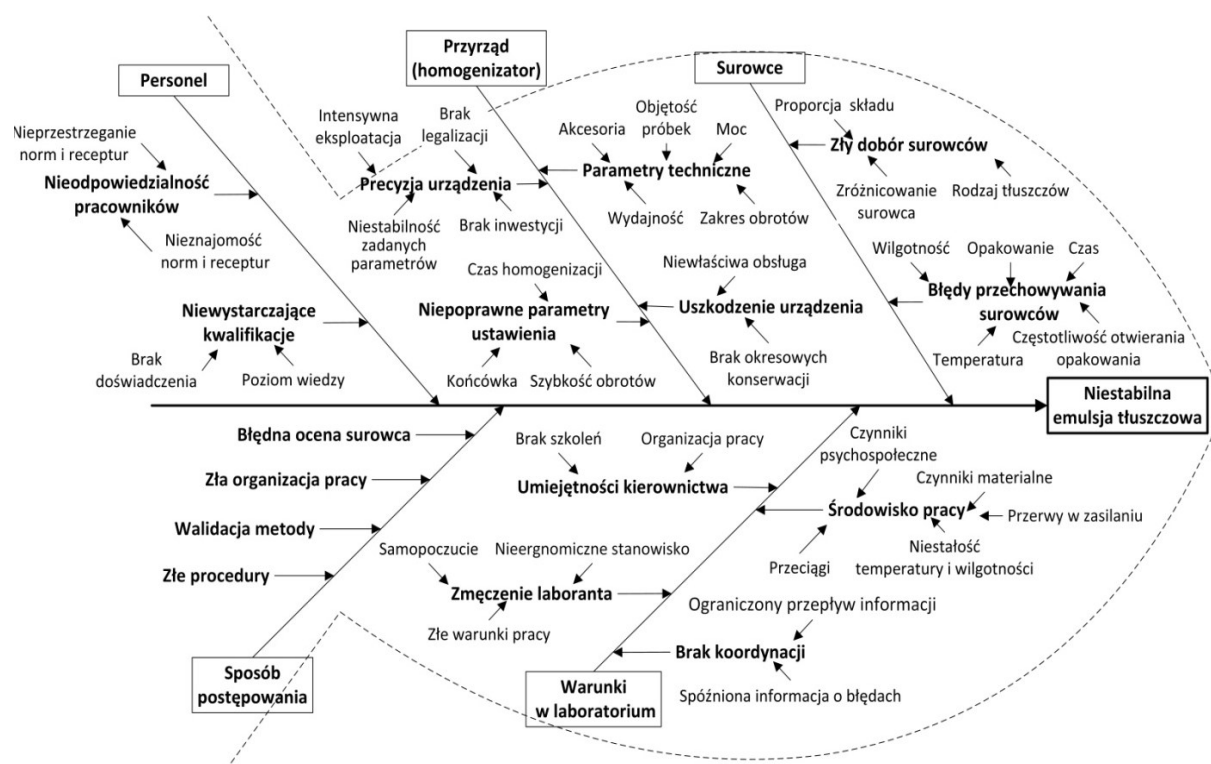 Personel
Przyrząd
(homogenizator)
Surowce
Nieprzestrzeganie
norm i receptur
Nieodpowiedzialność
pracowników
Nieznajomość
norm i receptur
Niewystarczające
kwalifikacje
Brak
doświadczenia
Poziom wiedzy
Intensywna
eksploatacja
Brak
legalizacji
Precyzja urządzenia
Niestabilność
zadanych
parametrów
Brak inwestycji
Czas homogenizacji
Niepoprawne parametry
ustawienia
Końcówka
Szybkość obrotów
Akcesoria
Objętość
próbek
Moc
Parametry techniczne
Wydajność
Zakres obrotów
Niewłaściwa obsługa
Uszkodzenie urządzenia
Brak okresowych
konserwacji
Proporcja składu
Zły dobór surowców
Zróżnicowanie
surowca
Rodzaj tłuszczów
Wilgotność
Opakowanie
Czas
Błędy przechowywania
surowców
Temperatura
Częstotliwość otwierania
opakowania
Niestabilna
emulsja tłuszczowa
Błędna ocena surowca
Zła organizacja pracy
Walidacja metody
Złe procedury
Sposób
postępowania
Brak szkoleń
Organizacja pracy
Umiejętności kierownictwa
Samopoczucie
Nieergnomiczne stanowisko
Zmęczenie laboranta
Złe warunki pracy
Czynniki
psychospołeczne
Czynniki materialne
Środowisko pracy
Przerwy w zasilaniu
Przeciągi
Niestałość
temperatury i wilgotności
Ograniczony przepływ informacji
Brak koordynacji
Spóźniona informacja o błędach
Warunki
w laboratorium